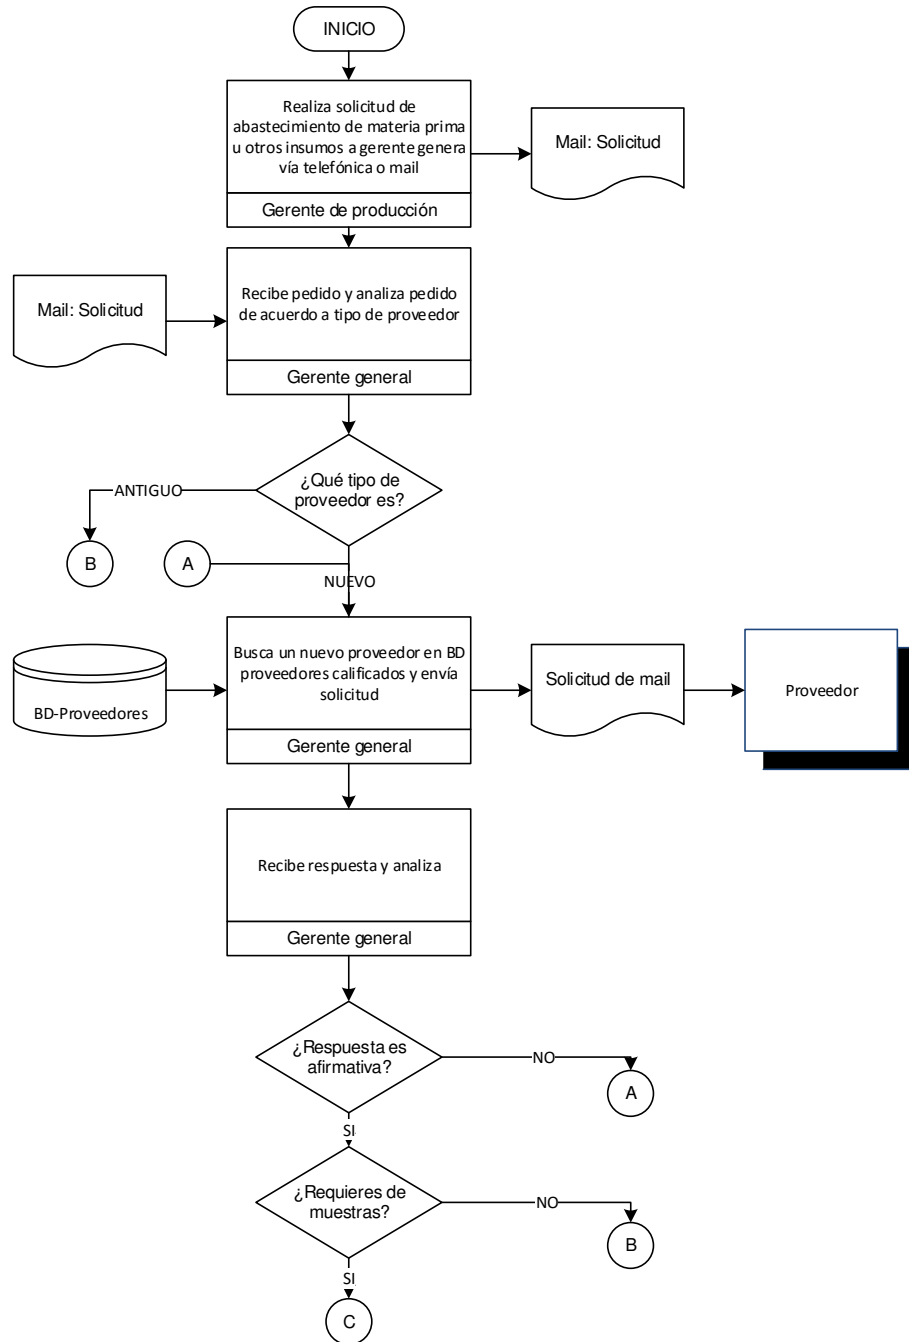 INICIO
Realiza solicitud de
abastecimiento de materia prima
u otros insumos a gerente genera
vía telefónica o mail
Gerente de producción
Mail: Solicitud
Mail: Solicitud
Recibe pedido y analiza pedido
de acuerdo a tipo de proveedor
Gerente general
¿Qué tipo de
proveedor es?
ANTIGUO
B
A
NUEVO
BD-Proveedores
Busca un nuevo proveedor en BD
proveedores calificados y envía
solicitud
Gerente general
Solicitud de mail
Proveedor
Recibe respuesta y analiza
Gerente general
¿Respuesta es
afirmativa?
NO
A
SI
¿Requieres de
muestras?
NO
B
SI
C